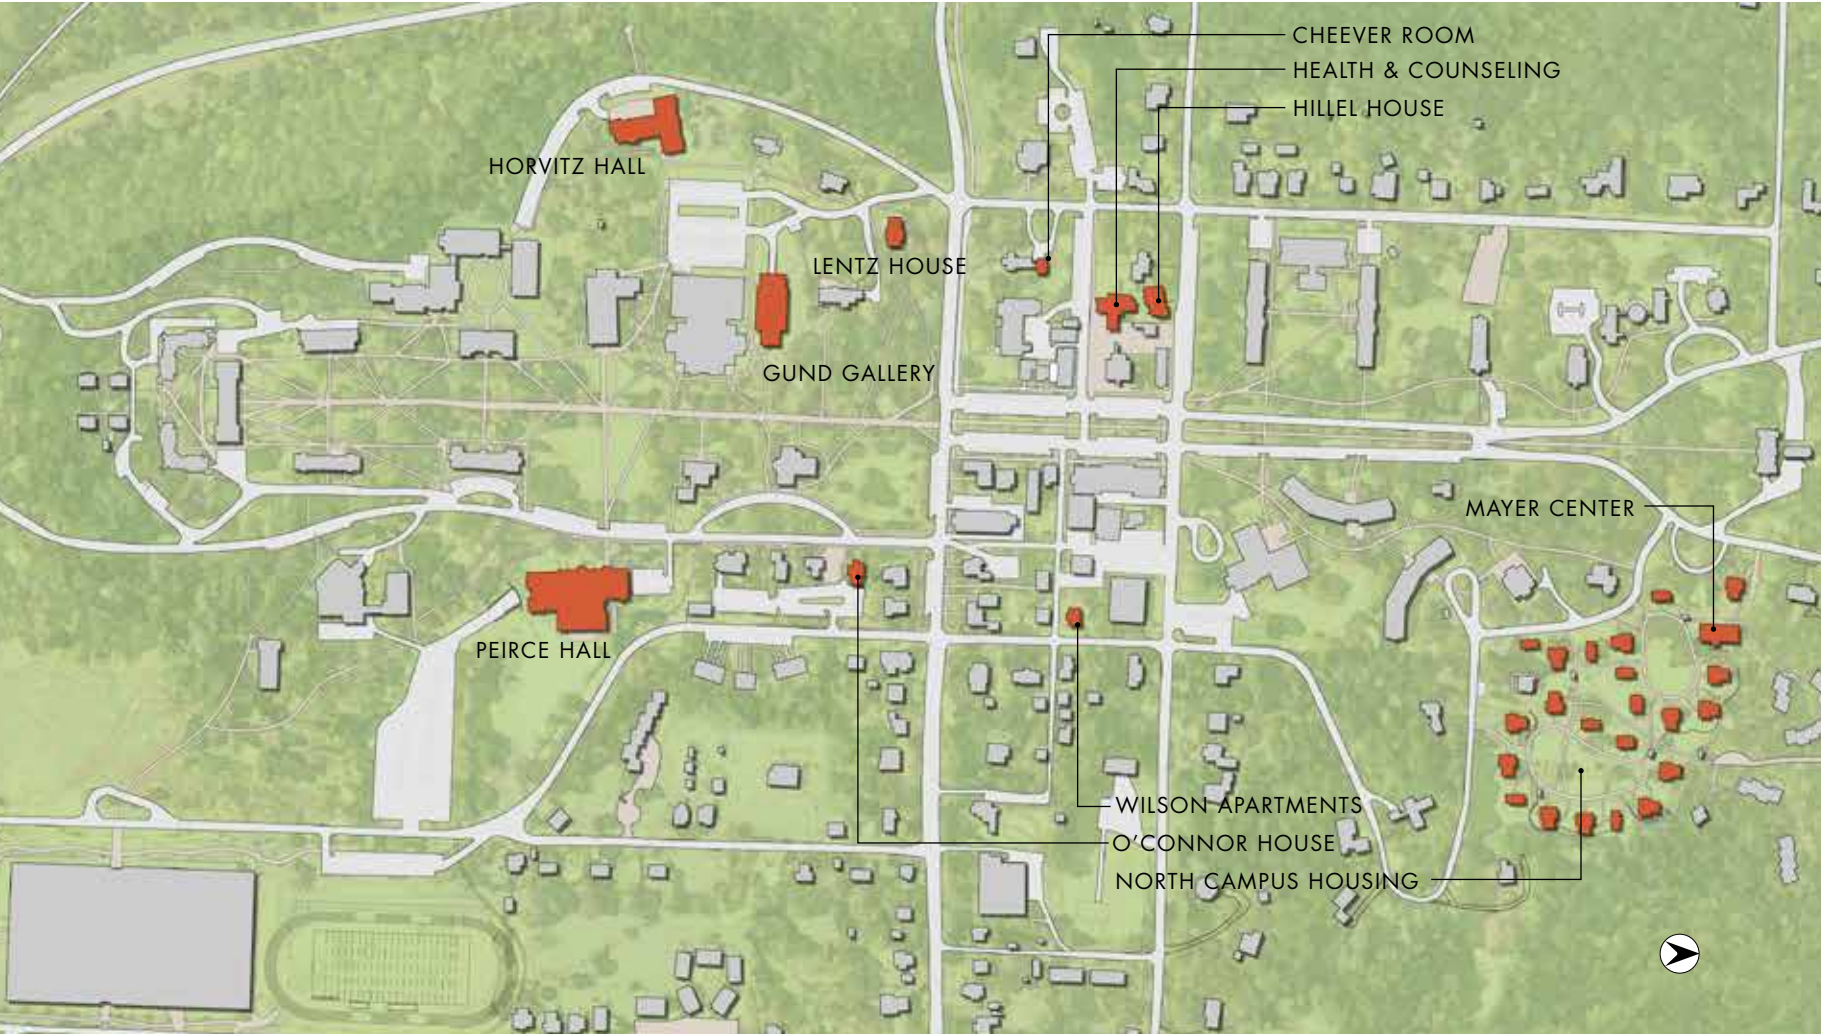 CHEEVER ROOM
HEALTH & COUNSELING
HILLEL HOUSE
HORVITZ HALL
LENTZ HOUSE
GUND GALLERY
MAYER CENTER
PEIRCE HALL
WILSON APARTMENTS
O'CONNOR HOUSE
NORTH CAMPUS HOUSING